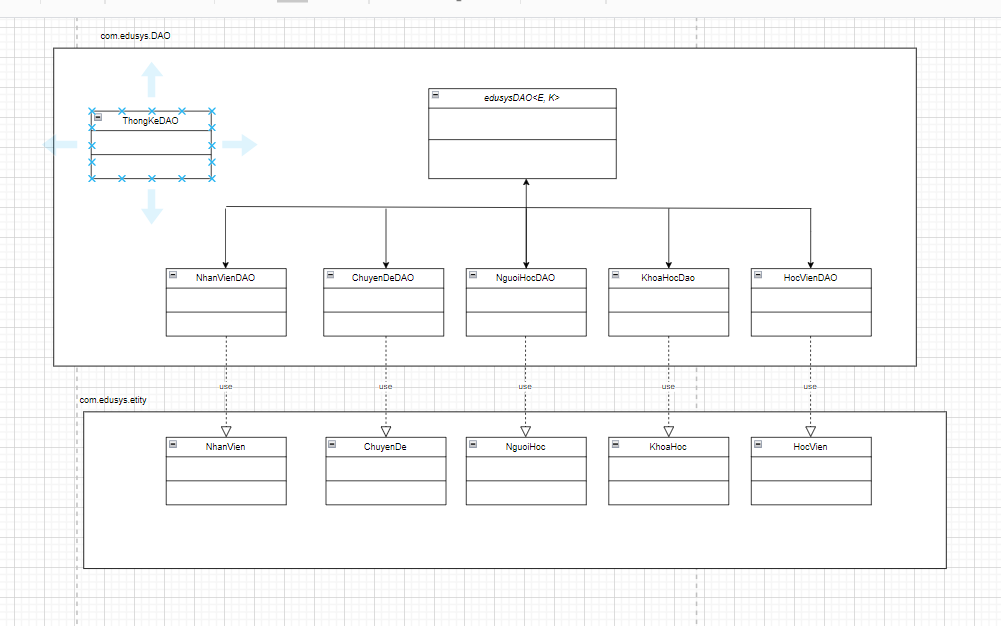 com.edusys.DAO
edusysDAO<E, K>
ThongKeDAO
NhanVienDAO
ChuyenDeDAO
NguoiHocDAO
KhoaHocDao
HocVienDAO
use
use
use
use
use
com.edusys.etity
NhanVien
ChuyenDe
NguoiHoc
KhoaHoc
HocVien